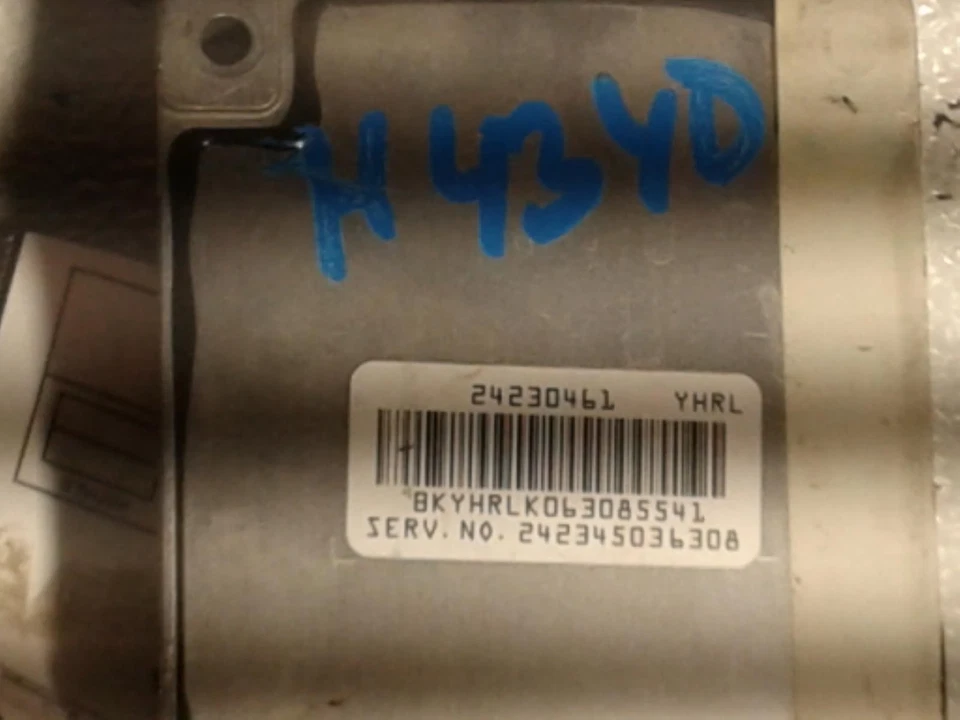 H43YD
24230461 YHRL
BKYHRLK063085541
SERV. NO. 242345036308